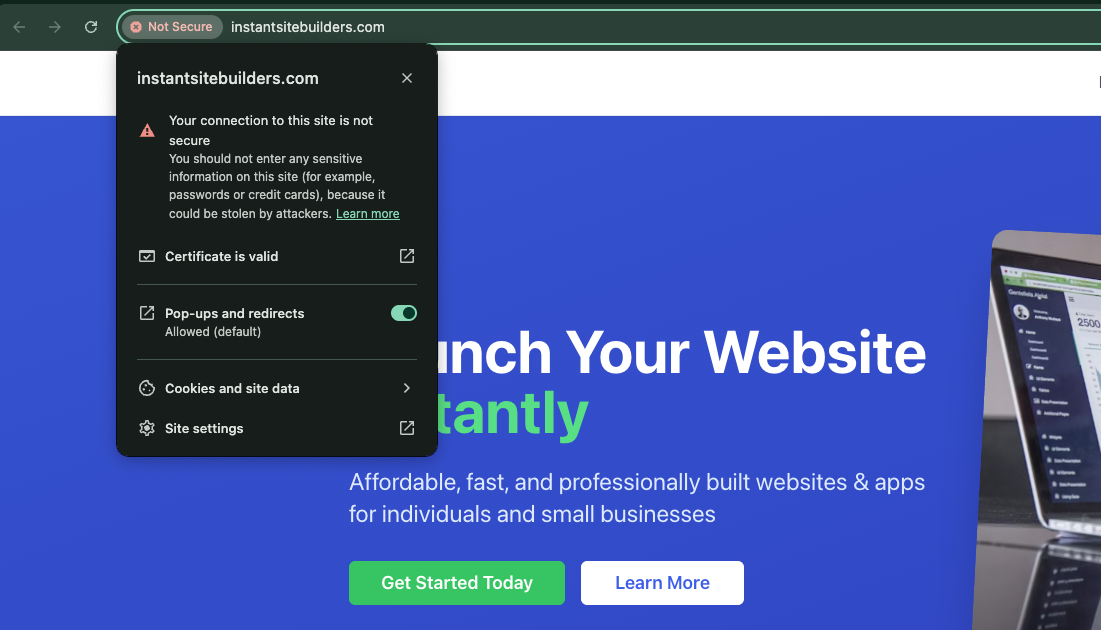 Not Secure instantsitebuilders.com
instantsitebuilders.com
Your connection to this site is not
secure
You should not enter any sensitive
information on this site (for example,
passwords or credit cards), because it
could be stolen by attackers. Learn more
Certificate is valid
Pop-ups and redirects
Allowed (default)
Cookies and site data
Site settings
unch Your Website
tantly
Affordable, fast, and professionally built websites & apps
for individuals and small businesses
Get Started Today
Learn More
2500